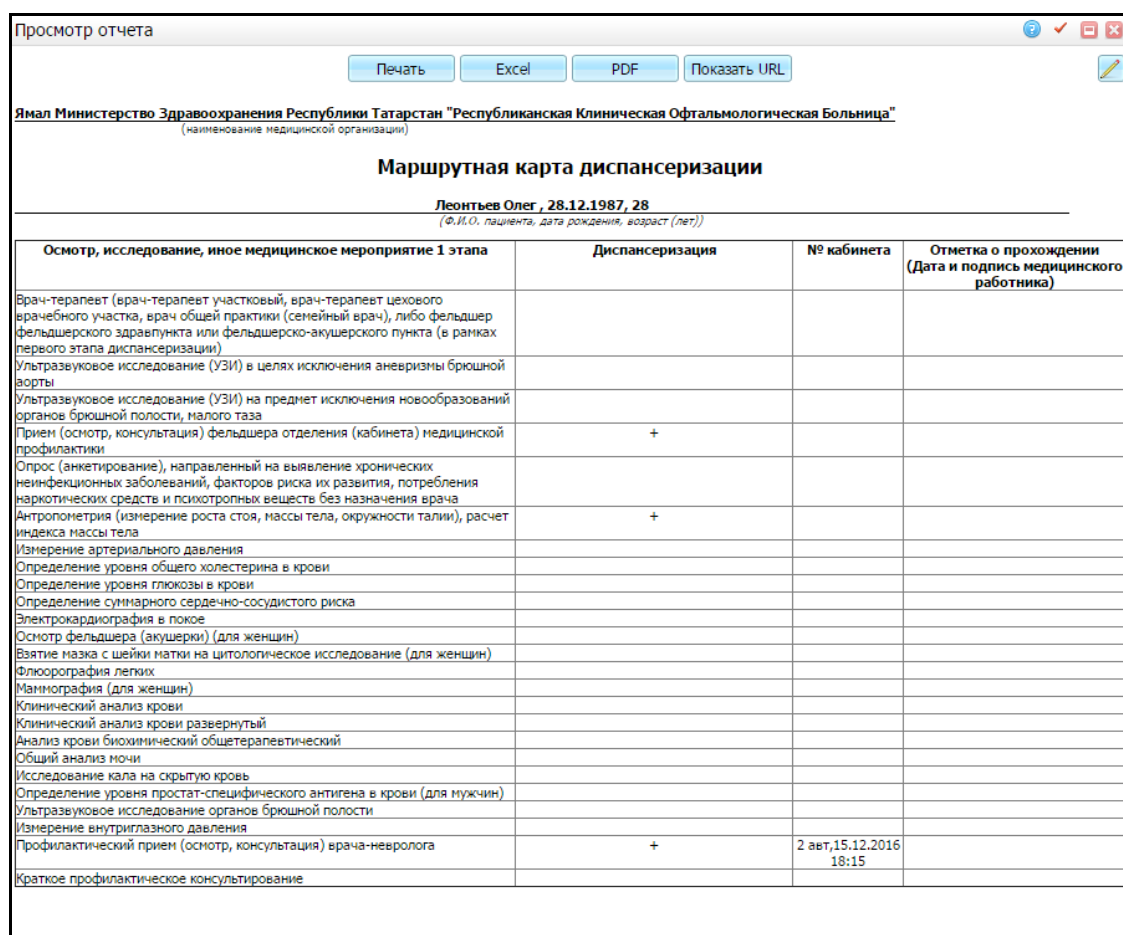 Просмотр отчета
Печать Excel PDF Показать URL
Ямал Министерство Здравоохранения Республики Татарстан "Республиканская Клиническая Офтальмологическая Больница"
(наименование медицинской организации)
Маршрутная карта диспансеризации
Леонтьев Олег , 28.12.1987, 28
(Ф.И.О. пациента, дата рождения, возраст (лет))
Осмотр, исследование, иное медицинское мероприятие 1 этапа Диспансеризация № кабинета Отметка о прохождении
(Дата и подпись медицинского
работника)
Врач-терапевт (врач-терапевт участковый, врач-терапевт цехового
врачебного участка, врач общей практики (семейный врач), либо фельдшер
фельдшерского здравпункта или фельдшерско-акушерского пункта (в рамках
первого этапа диспансеризации)
Ультразвуковое исследование (УЗИ) в целях исключения аневризмы брюшной
аорты
Ультразвуковое исследование (УЗИ) на предмет исключения новообразований
органов брюшной полости, малого таза
Прием (осмотр, консультация) фельдшера отделения (кабинета) медицинской +
профилактики
Опрос (анкетирование), направленный на выявление хронических
неинфекционных заболеваний, факторов риска их развития, потребления
наркотических средств и психотропных веществ без назначения врача
Антропометрия (измерение роста стоя, массы тела, окружности талии), расчет +
индекса массы тела
Измерение артериального давления
Определение уровня общего холестерина в крови
Определение уровня глюкозы в крови
Определение суммарного сердечно-сосудистого риска
Электрокардиография в покое
Осмотр фельдшера (акушерки) (для женщин)
Взятие мазка с шейки матки на цитологическое исследование (для женщин)
Флюорография легких
Маммография (для женщин)
Клинический анализ крови
Клинический анализ крови развернутый
Анализ крови биохимический общетерапевтический
Общий анализ мочи
Исследование кала на скрытую кровь
Определение уровня простат-специфического антигена в крови (для мужчин)
Ультразвуковое исследование органов брюшной полости
Измерение внутриглазного давления
Профилактический прием (осмотр, консультация) врача-невролога + 2 авт,15.12.2016
18:15
Краткое профилактическое консультирование